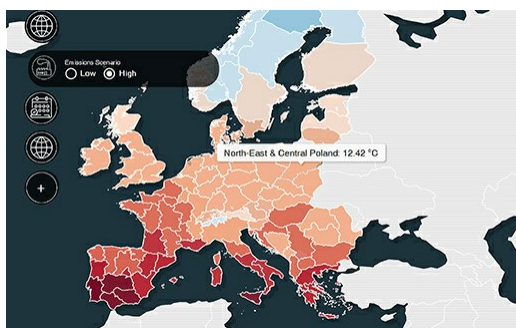 Emissions Scenario
Low High
North-East & Central Poland: 12.42 °C
+